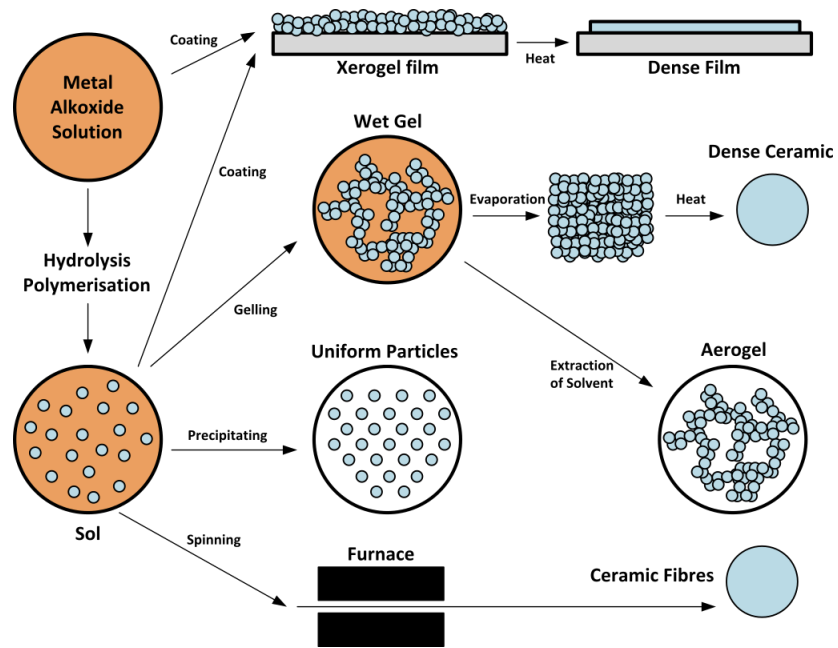 Coating
Xerogel film
Heat
Dense Film
Metal
Alkoxide
Solution
Wet Gel
Coating
Evaporation
Heat
Dense Ceramic
Hydrolysis
Polymerisation
Gelling
Uniform Particles
Extraction
of Solvent
Aerogel
Precipitating
Sol
Spinning
Furnace
Ceramic Fibres